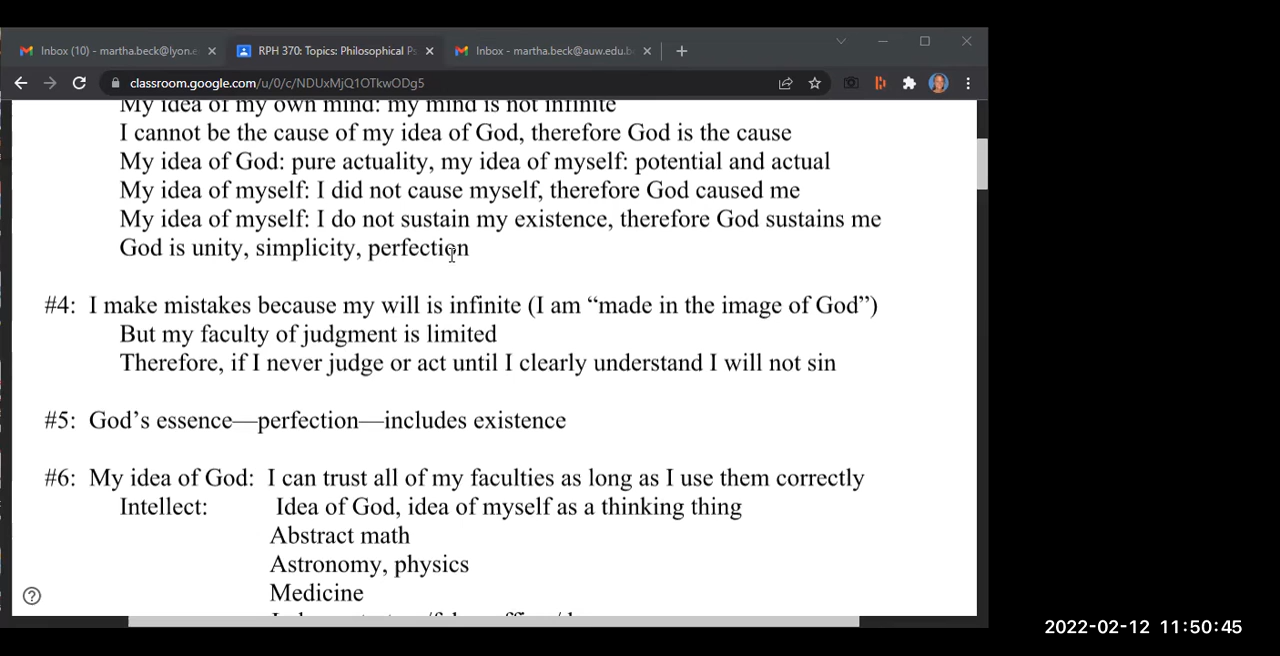 Inbox (10) - martha.beck@lyon.e
RPH 370: Topics: Philosophical Ps
Inbox - martha.beck@auw.edu.b
classroom.google.com/u/0/c/NDUxMjQ1OTkwODg5
My idea of my own mind: my mind is not infinite
I cannot be the cause of my idea of God, therefore God is the cause
My idea of God: pure actuality, my idea of myself: potential and actual
My idea of myself: I did not cause myself, therefore God caused me
My idea of myself: I do not sustain my existence, therefore God sustains me
God is unity, simplicity, perfection
#4: I make mistakes because my will is infinite (I am “made in the image of God”)
But my faculty of judgment is limited
Therefore, if I never judge or act until I clearly understand I will not sin
#5: God’s essence—perfection—includes existence
#6: My idea of God: I can trust all of my faculties as long as I use them correctly
Intellect: Idea of God, idea of myself as a thinking thing
Abstract math
Astronomy, physics
Medicine
2022-02-12 11:50:45